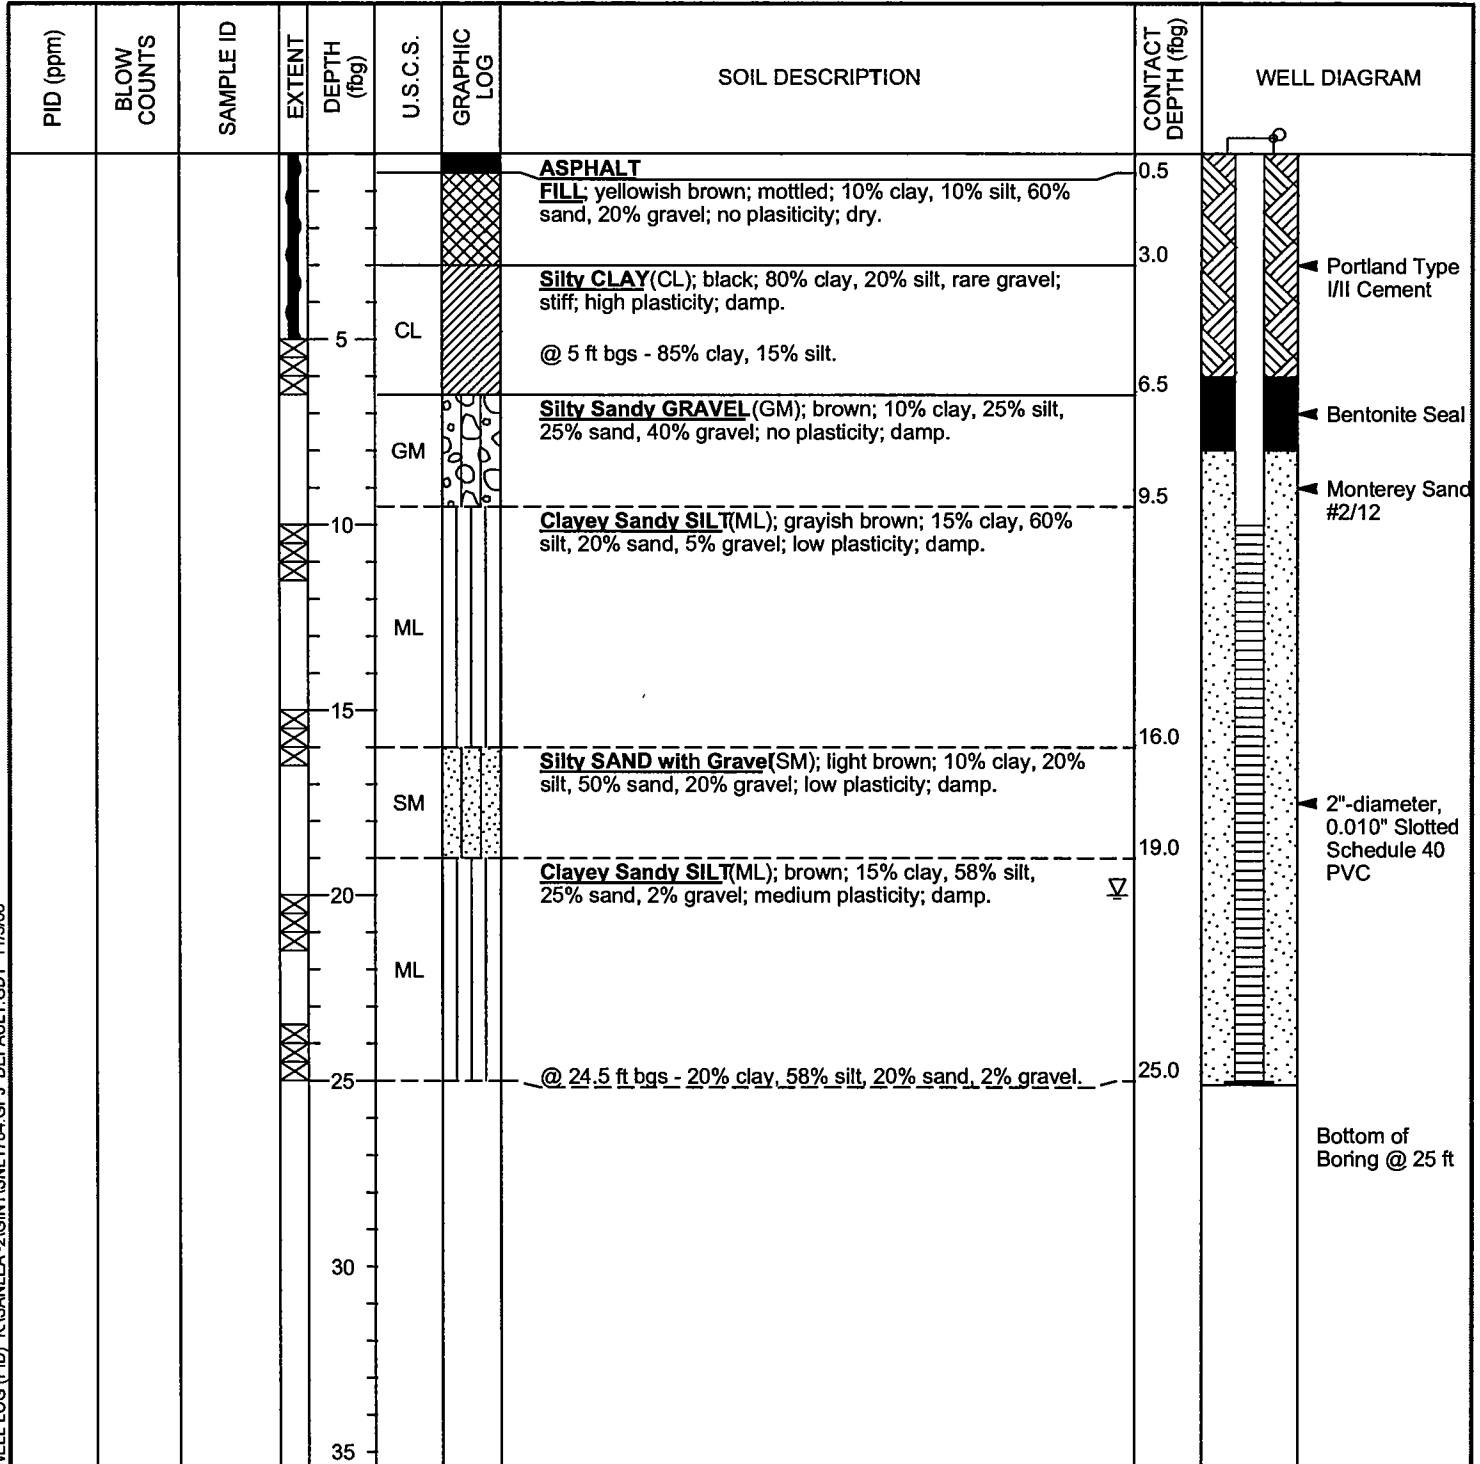 PID (ppm)
BLOW
COUNTS
SAMPLE ID
EXTENT
DEPTH
(fbg)
U.S.C.S.
GRAPHIC
LOG
SOIL DESCRIPTION
CONTACT
DEPTH (fbg)
WELL DIAGRAM
ASPHALT
0.5
FILL; yellowish brown; mottled; 10% clay, 10% silt, 60%
sand, 20% gravel; no plasiticity; dry.
3.0
Silty CLAY(CL); black; 80% clay, 20% silt, rare gravel;
stiff; high plasticity; damp.
Portland Type
I/II Cement
CL
5
@ 5 ft bgs - 85% clay, 15% silt.
6.5
Silty Sandy GRAVEL(GM); brown; 10% clay, 25% silt,
25% sand, 40% gravel; no plasticity; damp.
Bentonite Seal
GM
9.5
Monterey Sand
#2/12
10
Clayey Sandy SILT(ML); grayish brown; 15% clay, 60%
silt, 20% sand, 5% gravel; low plasticity; damp.
ML
15
16.0
Silty SAND with Gravel(SM); light brown; 10% clay, 20%
silt, 50% sand, 20% gravel; low plasticity; damp.
SM
2"-diameter,
0.010" Slotted
Schedule 40
PVC
19.0
Clayey Sandy SILT(ML); brown; 15% clay, 58% silt,
25% sand, 2% gravel; medium plasticity; damp.
20
ML
@ 24.5 ft bgs - 20% clay, 58% silt, 20% sand, 2% gravel.
25
25.0
Bottom of
Boring @ 25 ft
30
35